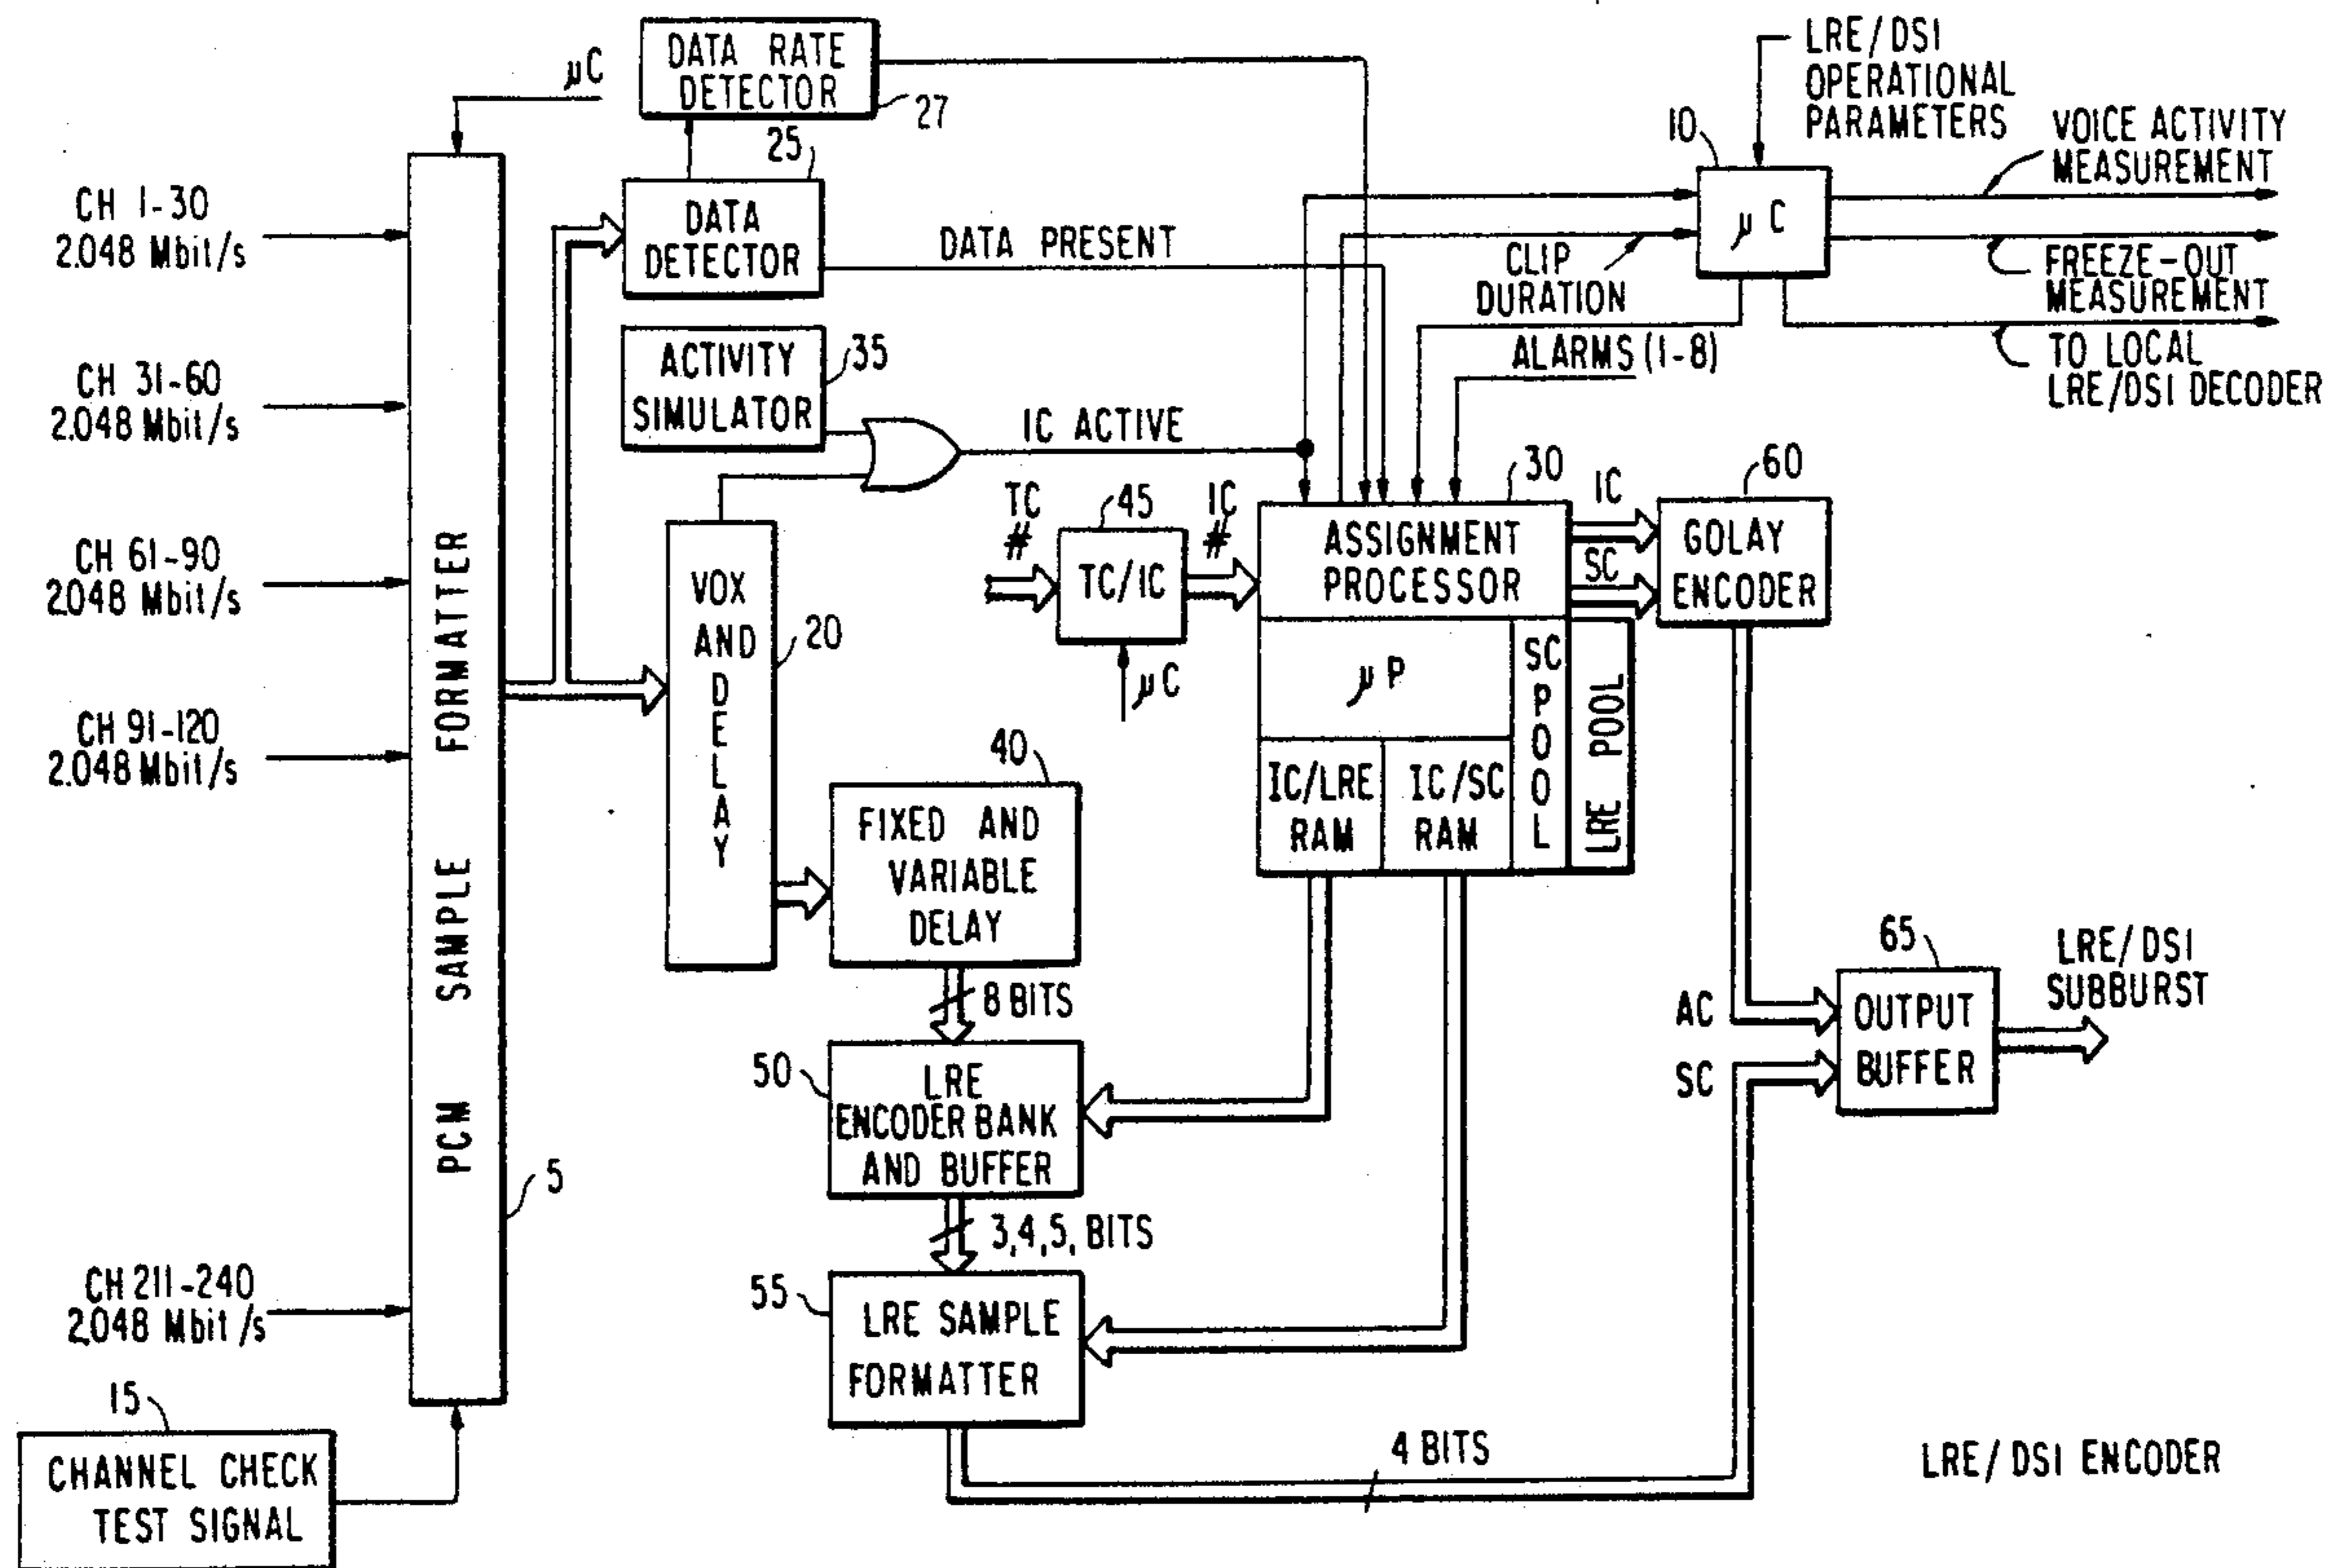 µC
DATA RATE
DETECTOR
27
LRE/DSI
OPERATIONAL
PARAMETERS
10
VOICE ACTIVITY
MEASUREMENT
25
DATA
DETECTOR
DATA PRESENT
µC
CLIP
DURATION
FREEZE-OUT
MEASUREMENT
CH 1-30
2.048 Mbit/s
ACTIVITY
SIMULATOR
35
ALARMS (1-8)
TO LOCAL
LRE/DSI DECODER
CH 31-60
2.048 Mbit/s
IC ACTIVE
30
60
TC
#
45
IC
#
IC
SC
ASSIGNMENT
PROCESSOR
GOLAY
ENCODER
CH 61-90
2.048 Mbit/s
PCM SAMPLE FORMATTER
VOX
AND
DELAY
20
TC/IC
µC
µP
SC
POOL
LRE POOL
CH 91-120
2.048 Mbit/s
40
FIXED AND
VARIABLE
DELAY
IC/LRE
RAM
IC/SC
RAM
8 BITS
65
LRE/DSI
SUBBURST
AC
SC
OUTPUT
BUFFER
50
LRE
ENCODER BANK
AND BUFFER
5
3,4,5, BITS
CH 211-240
2.048 Mbit/s
55
LRE SAMPLE
FORMATTER
15
CHANNEL CHECK
TEST SIGNAL
4 BITS
LRE/DSI ENCODER